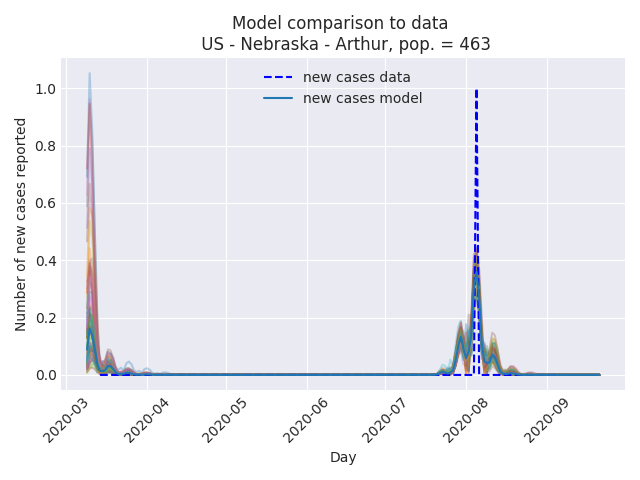 Model comparison to data
US - Nebraska - Arthur, pop. = 463
new cases data
new cases model
Number of new cases reported
1.0
0.8
0.6
0.4
0.2
0.0
2020-03
2020-04
2020-05
2020-06
2020-07
2020-08
2020-09
Day